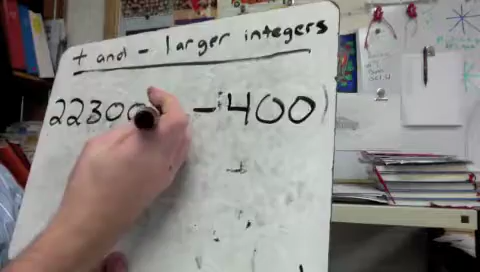 + and - larger integers
22300 - 400)
+